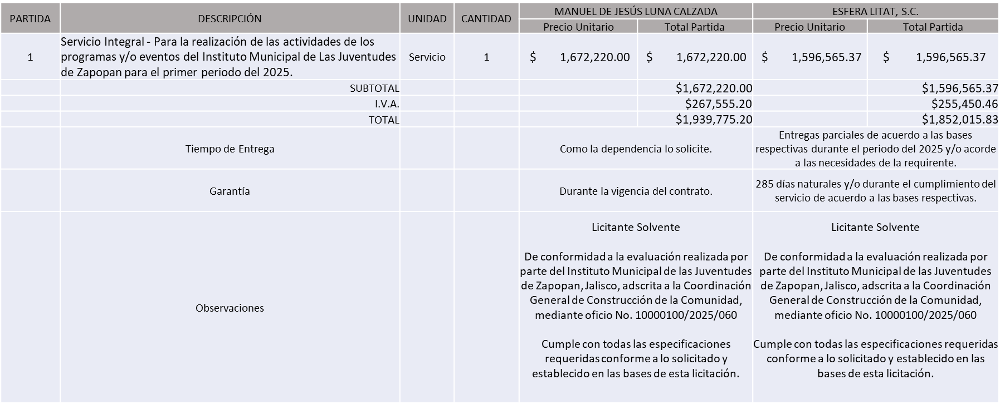 PARTIDA DESCRIPCIÓN UNIDAD CANTIDAD MANUEL DE JESÚS LUNA CALZADA ESFERA LITAT, S.C.
Precio Unitario Total Partida Precio Unitario Total Partida
1 Servicio Integral - Para la realización de las actividades de los
programas y/o eventos del Instituto Municipal de Las Juventudes
de Zapopan para el primer periodo del 2025. Servicio 1 $ 1,672,220.00 $ 1,672,220.00 $ 1,596,565.37 $ 1,596,565.37
SUBTOTAL $1,672,220.00 $1,596,565.37
I.V.A. $267,555.20 $255,450.46
TOTAL $1,939,775.20 $1,852,015.83
Tiempo de Entrega Como la dependencia lo solicite. Entregas parciales de acuerdo a las bases
respectivas durante el periodo del 2025 y/o acorde
a las necesidades de la requirente.
Garantía Durante la vigencia del contrato. 285 días naturales y/o durante el cumplimiento del
servicio de acuerdo a las bases respectivas.
Observaciones
Licitante Solvente
De conformidad a la evaluación realizada por
parte del Instituto Municipal de las Juventudes
de Zapopan, Jalisco, adscrita a la Coordinación
General de Construcción de la Comunidad,
mediante oficio No. 10000100/2025/060
Cumple con todas las especificaciones
requeridas conforme a lo solicitado y
establecido en las bases de esta licitación.
Licitante Solvente
De conformidad a la evaluación realizada por
parte del Instituto Municipal de las Juventudes
de Zapopan, Jalisco, adscrita a la Coordinación
General de Construcción de la Comunidad,
mediante oficio No. 10000100/2025/060
Cumple con todas las especificaciones requeridas
conforme a lo solicitado y establecido en las
bases de esta licitación.